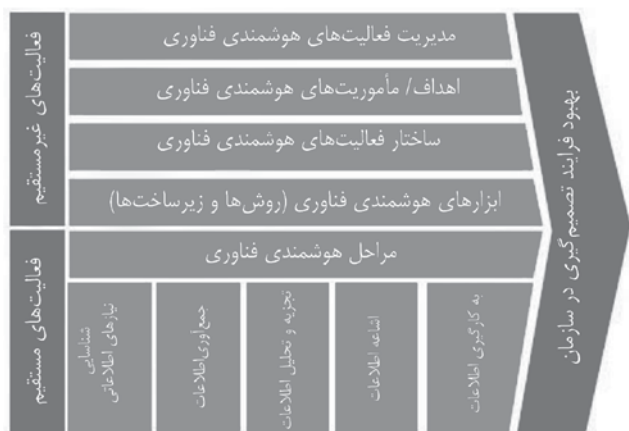 فعالیت‌های غیرمستقیم
مدیریت فعالیت‌های هوشمندی فناوری
اهداف/ مأموریت‌های هوشمندی فناوری
ساختار فعالیت‌های هوشمندی فناوری
ابزارهای هوشمندی فناوری (روش‌ها و زیرساخت‌ها)
فعالیت‌های مستقیم
مراحل هوشمندی فناوری
شناسایی
نیازهای اطلاعاتی
جمع‌آوری اطلاعات
تجزیه و تحلیل اطلاعات
اشاعه اطلاعات
به کارگیری اطلاعات
بهبود فرایند تصمیم‌گیری در سازمان